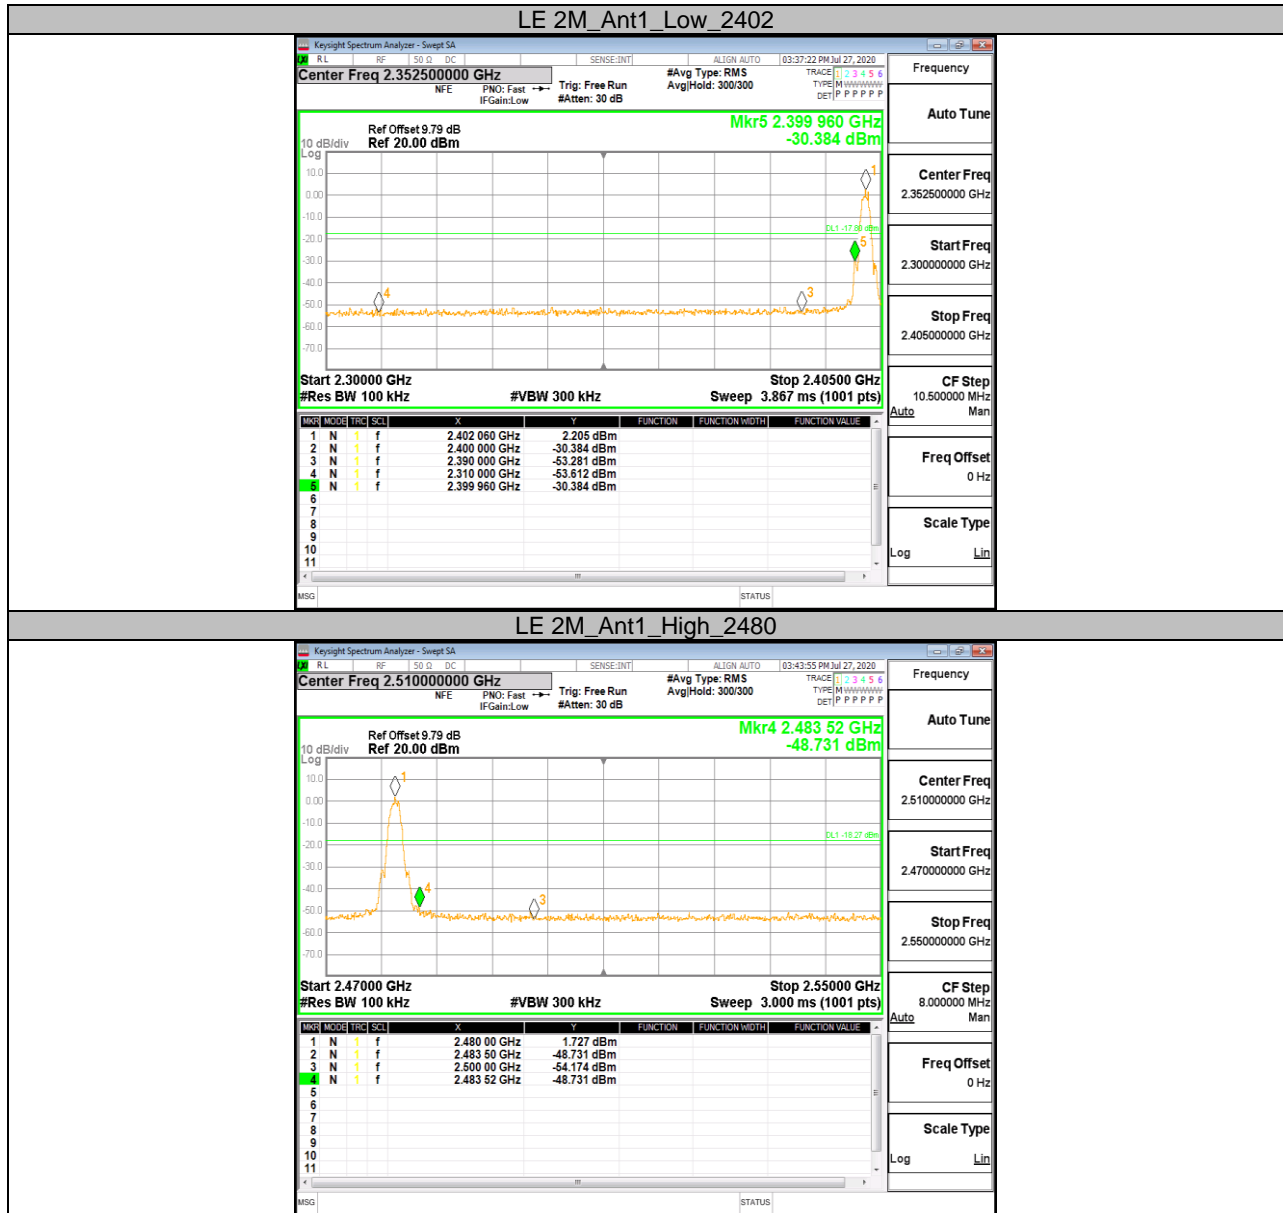 LE 2M_Ant1_Low_2402
Keysight Spectrum Analyzer - Swept SA
LXI RL RF 50 Ω DC SENSE:INT ALIGN AUTO 03:37:22 PM Jul 27, 2020
Center Freq 2.352500000 GHz
NFE PNO: Fast Trig: Free Run #Avg Type: RMS TRACE 1 2 3 4 5 6
IFGain:Low #Atten: 30 dB Avg|Hold: 300/300 TYPE M WWWWW
DET P P P P P P
Mkr5 2.399 960 GHz
-30.384 dBm
Ref Offset 9.79 dB
10 dB/div Ref 20.00 dBm
Log
10.0
0.00
-10.0
-20.0
-30.0
-40.0
-50.0
-60.0
-70.0
1
DL1 -17.80 dBm
5
4
3
Start 2.30000 GHz Stop 2.40500 GHz
#Res BW 100 kHz #VBW 300 kHz Sweep 3.867 ms (1001 pts)
MKR MODE TRC SCL X Y FUNCTION FUNCTION WIDTH FUNCTION VALUE
1 N 1 f 2.402 060 GHz 2.205 dBm
2 N 1 f 2.400 000 GHz -30.384 dBm
3 N 1 f 2.390 000 GHz -53.281 dBm
4 N 1 f 2.310 000 GHz -53.612 dBm
5 N 1 f 2.399 960 GHz -30.384 dBm
6
7
8
9
10
11
MSG STATUS
Frequency
Auto Tune
Center Freq
2.352500000 GHz
Start Freq
2.300000000 GHz
Stop Freq
2.405000000 GHz
CF Step
10.500000 MHz
Auto Man
Freq Offset
0 Hz
Scale Type
Log Lin
LE 2M_Ant1_High_2480
Keysight Spectrum Analyzer - Swept SA
LXI RL RF 50 Ω DC SENSE:INT ALIGN AUTO 03:43:55 PM Jul 27, 2020
Center Freq 2.510000000 GHz
NFE PNO: Fast Trig: Free Run #Avg Type: RMS TRACE 1 2 3 4 5 6
IFGain:Low #Atten: 30 dB Avg|Hold: 300/300 TYPE M WWWWW
DET P P P P P P
Mkr4 2.483 52 GHz
-48.731 dBm
Ref Offset 9.79 dB
10 dB/div Ref 20.00 dBm
Log
10.0
0.00
-10.0
-20.0
-30.0
-40.0
-50.0
-60.0
-70.0
1
DL1 -18.27 dBm
4
3
Start 2.47000 GHz Stop 2.55000 GHz
#Res BW 100 kHz #VBW 300 kHz Sweep 3.000 ms (1001 pts)
MKR MODE TRC SCL X Y FUNCTION FUNCTION WIDTH FUNCTION VALUE
1 N 1 f 2.480 00 GHz 1.727 dBm
2 N 1 f 2.483 50 GHz -48.731 dBm
3 N 1 f 2.500 00 GHz -54.174 dBm
4 N 1 f 2.483 52 GHz -48.731 dBm
5
6
7
8
9
10
11
MSG STATUS
Frequency
Auto Tune
Center Freq
2.510000000 GHz
Start Freq
2.470000000 GHz
Stop Freq
2.550000000 GHz
CF Step
8.000000 MHz
Auto Man
Freq Offset
0 Hz
Scale Type
Log Lin